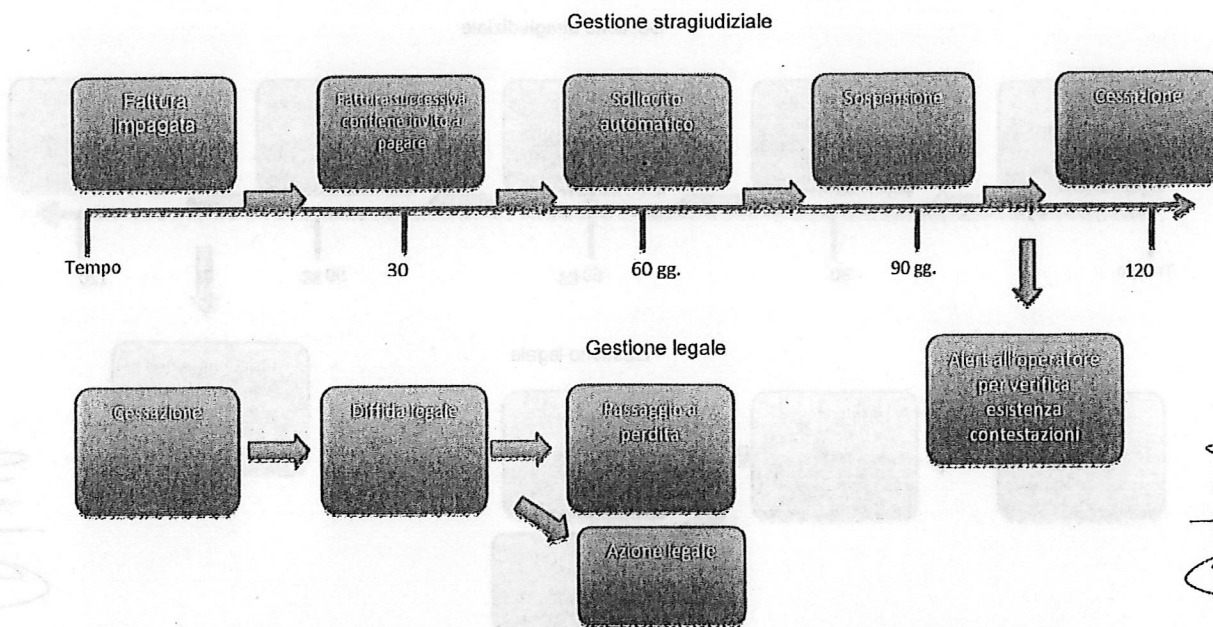 Gestione stragiudiziale
Fattura
impagata
Fattura successiva
contiene invito a
pagare
Sollecito
automatico
Sospensione
Cessazione
Tempo
30
60 gg.
90 gg.
120
Alert all'operatore
per verifica
esistenza
contestazioni
Gestione legale
Cessazione
Diffida legale
Passaggio a
perdita
Azione legale